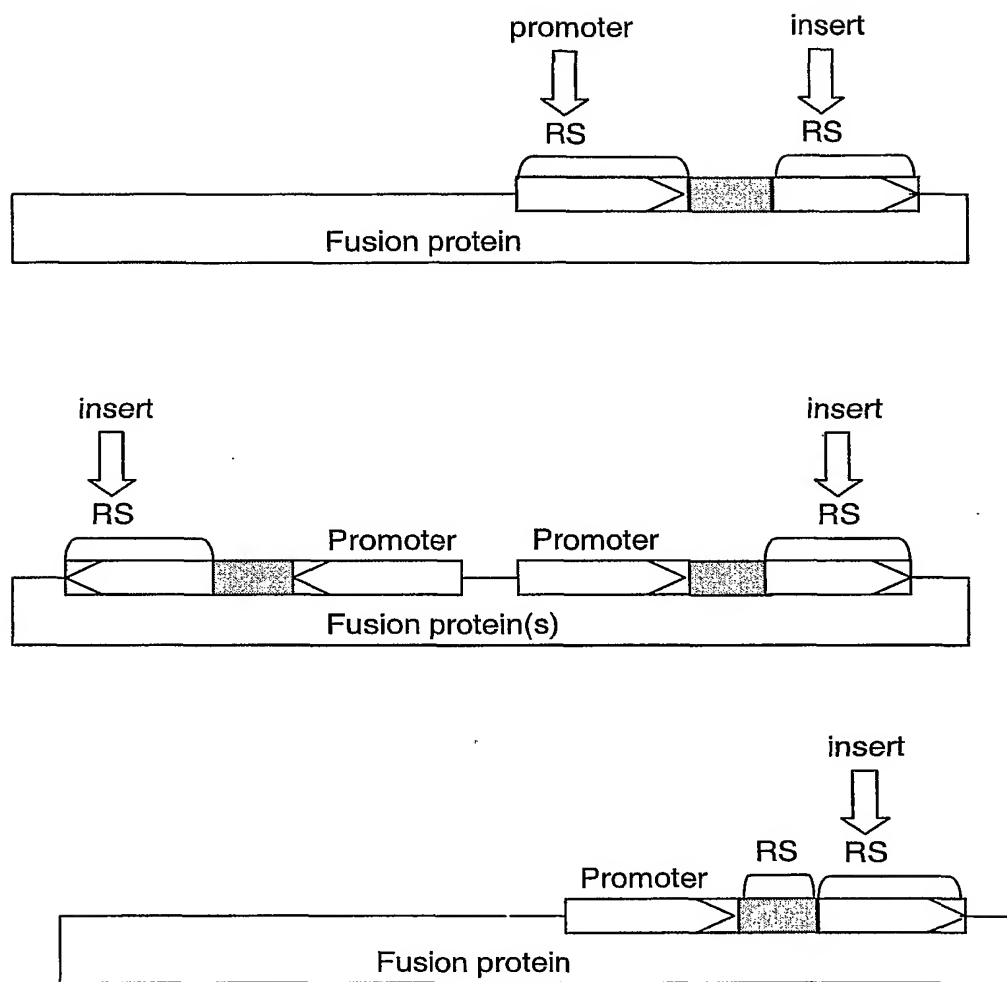 promoter insert
RS RS
Fusion protein
insert insert
RS RS
Promoter Promoter
Fusion protein(s)
insert
RS RS
Promoter
Fusion protein